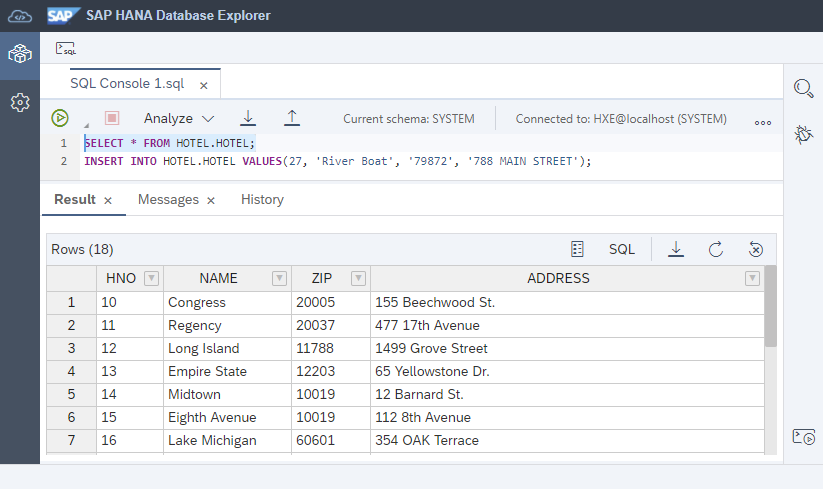 SAP SAP HANA Database Explorer
SQL
SQL Console 1.sql ×
Analyze Current schema: SYSTEM Connected to: HXE@localhost (SYSTEM)
1 SELECT * FROM HOTEL.HOTEL;
2 INSERT INTO HOTEL.HOTEL VALUES(27, 'River Boat', '79872', '788 MAIN STREET');
Result × Messages × History
Rows (18) SQL
HNO NAME ZIP ADDRESS
1 10 Congress 20005 155 Beechwood St.
2 11 Regency 20037 477 17th Avenue
3 12 Long Island 11788 1499 Grove Street
4 13 Empire State 12203 65 Yellowstone Dr.
5 14 Midtown 10019 12 Barnard St.
6 15 Eighth Avenue 10019 112 8th Avenue
7 16 Lake Michigan 60601 354 OAK Terrace